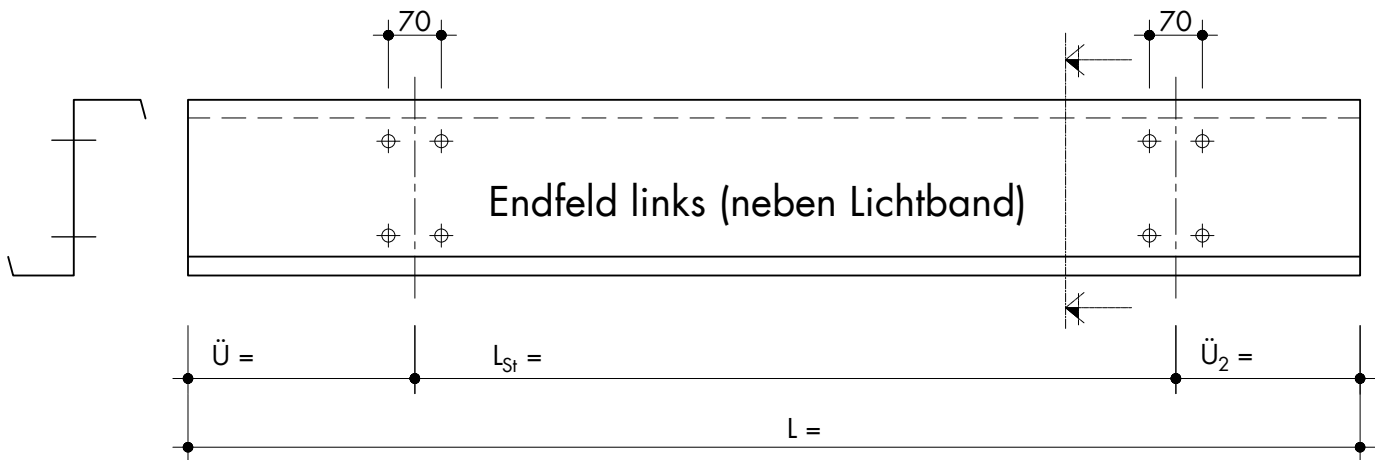 70 70
Endfeld links (neben Lichtband)
Ü = L_St = Ü_2 =
L =